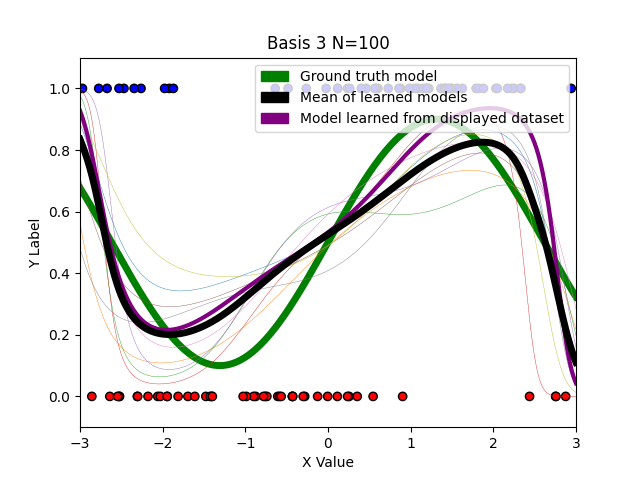 Basis 3 N=100
Ground truth model
Mean of learned models
Model learned from displayed dataset
Y Label
1.0
0.8
0.6
0.4
0.2
0.0
−3 −2 −1 0 1 2 3
X Value